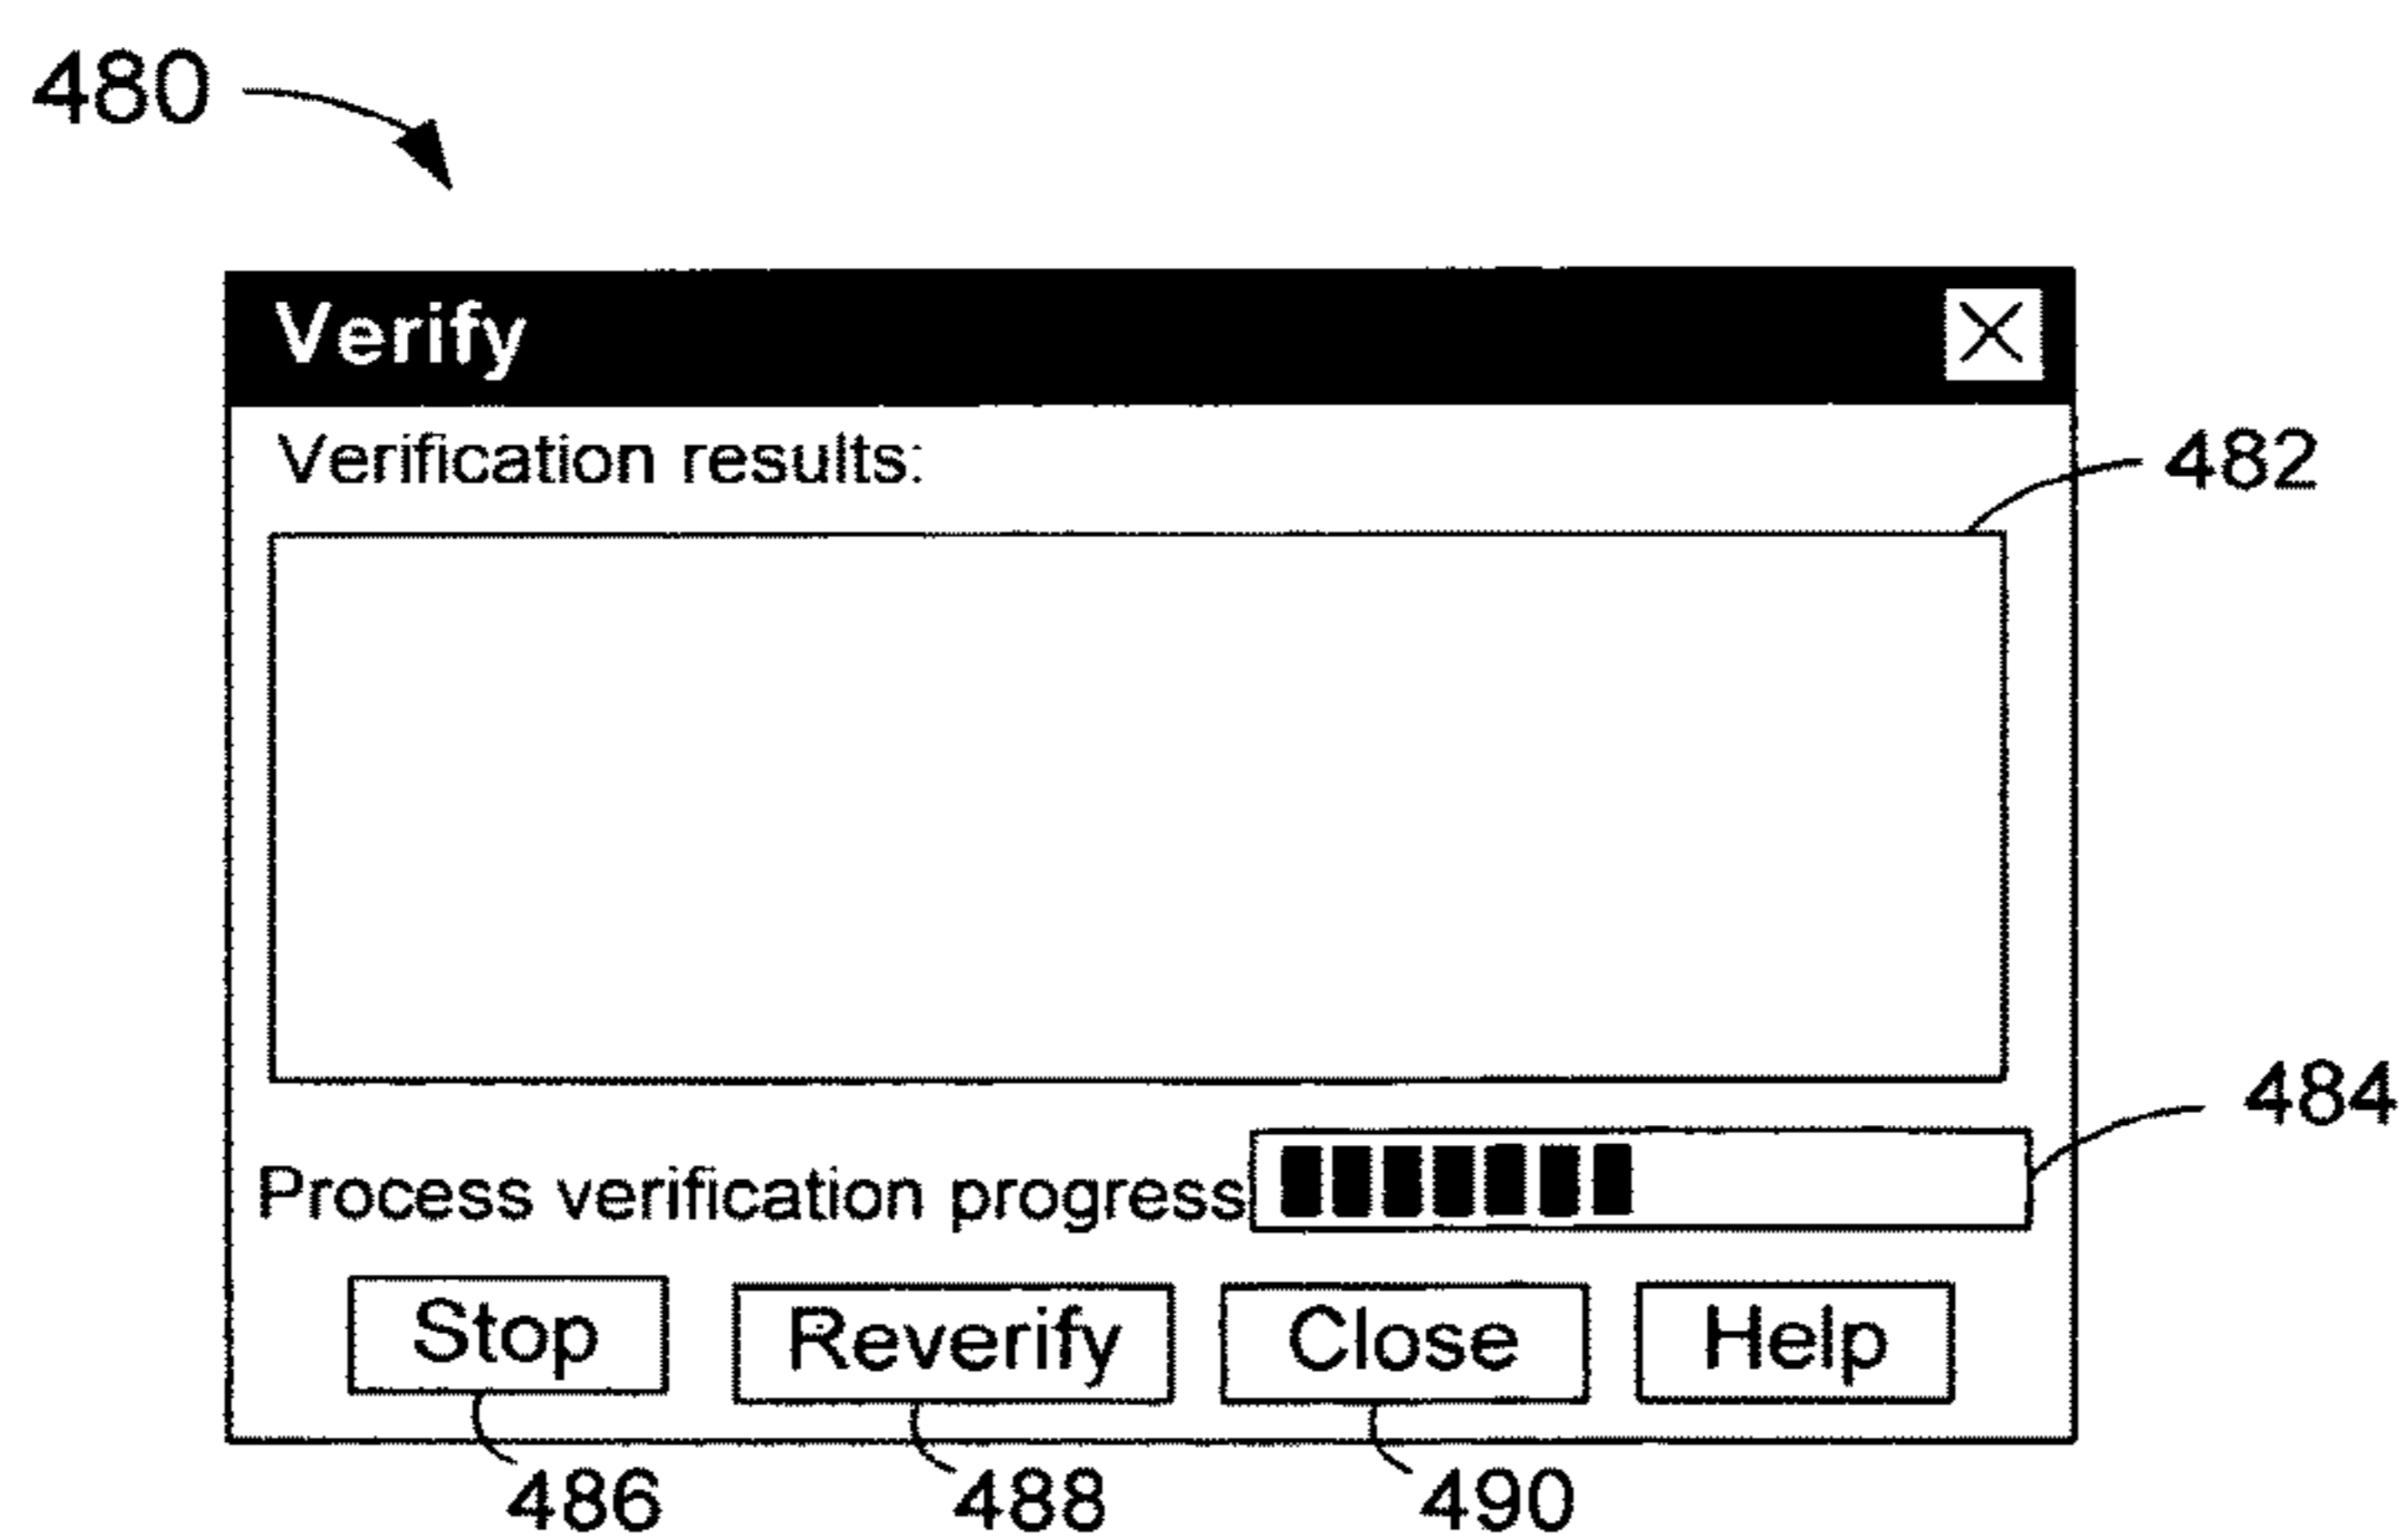 480
Verify
Verification results:
482
484
Process verification progress
Stop Reverify Close Help
486 488 490